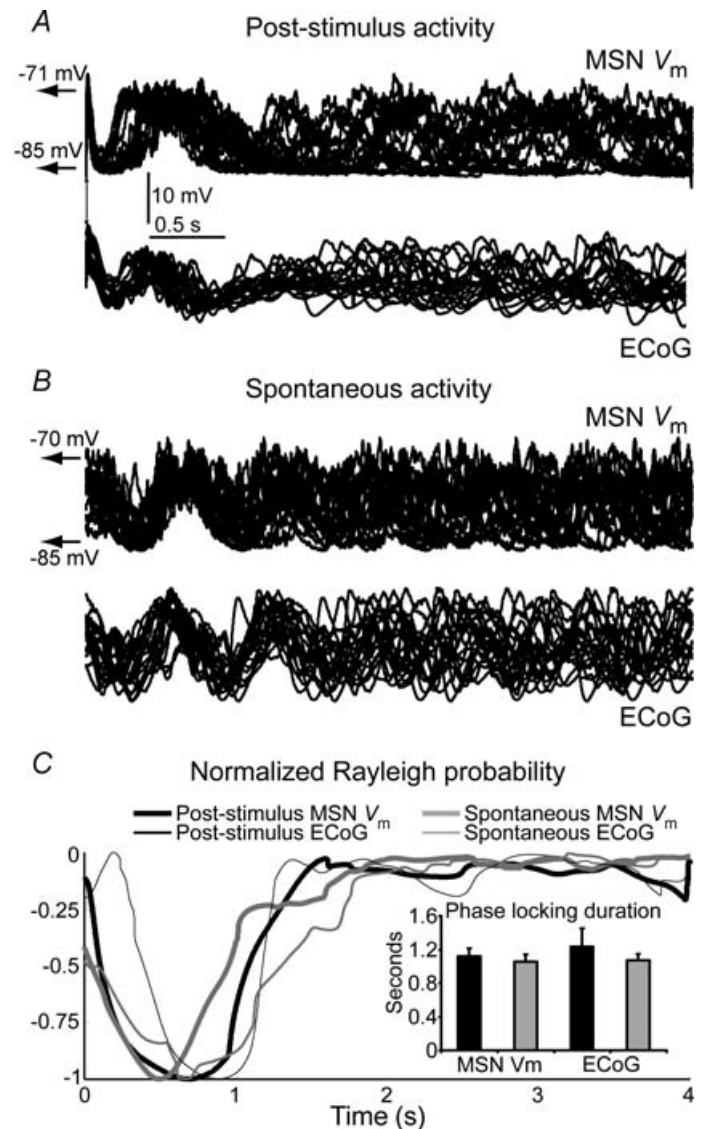 A
Post-stimulus activity
MSN Vm
-71 mV
-85 mV
10 mV
0.5 s
ECoG
B
Spontaneous activity
MSN Vm
-70 mV
-85 mV
ECoG
C
Normalized Rayleigh probability
Post-stimulus MSN Vm
Spontaneous MSN Vm
Post-stimulus ECoG
Spontaneous ECoG
0
-0.25
-0.5
-0.75
-1
0 1 2 3 4
Time (s)
Phase locking duration
1.6
1.2
0.8
0.4
0
Seconds
MSN Vm ECoG